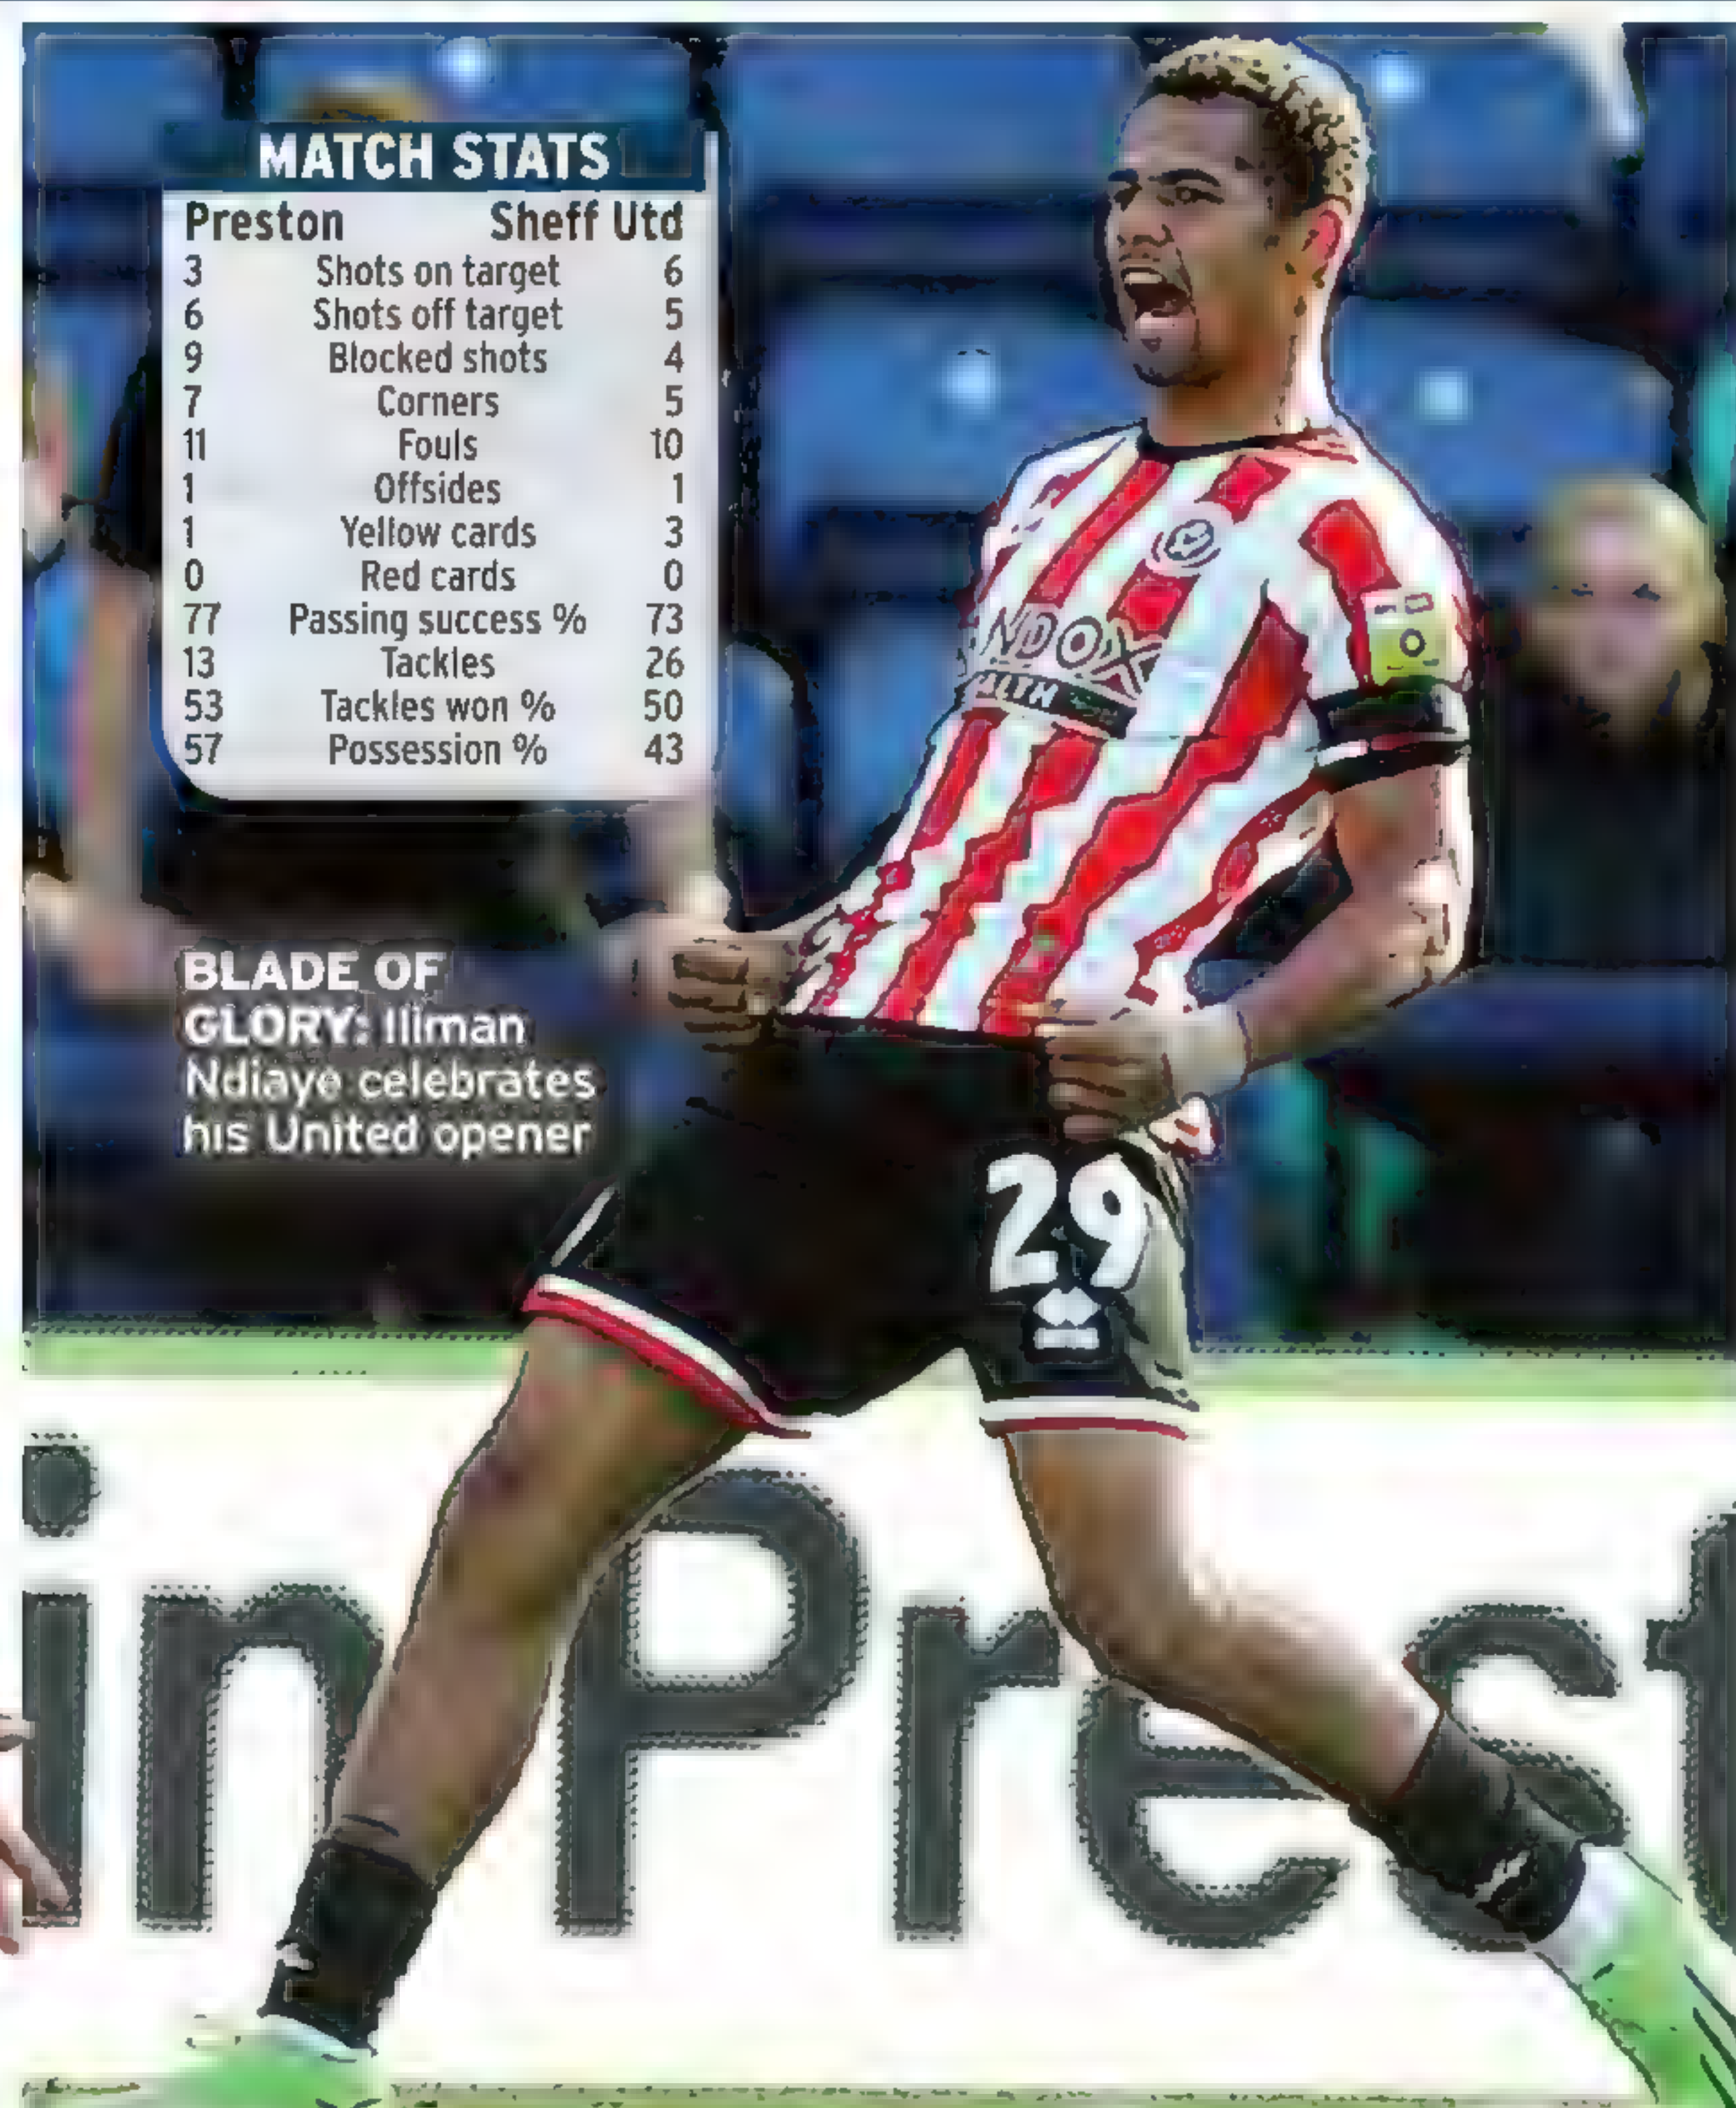 MATCH STATS
Preston Sheff Utd
3 Shots on target 6
6 Shots off target 5
9 Blocked shots 4
7 Corners 5
11 Fouls 10
1 Offsides 1
1 Yellow cards 3
0 Red cards 0
77 Passing success % 73
13 Tackles 26
53 Tackles won % 50
57 Possession % 43
NDOX
BLADE OF
GLORY: Iliman
Ndiaye celebrates
his United opener
29
in Prest